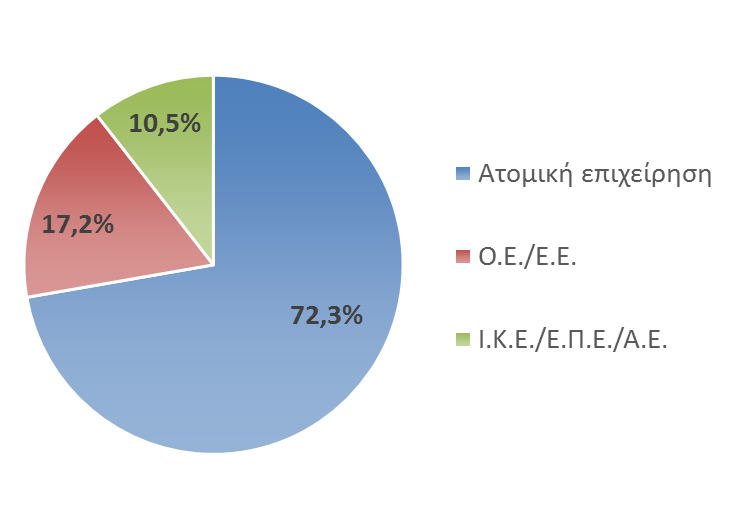 10,5%
17,2%
72,3%
Ατομική επιχείρηση
Ο.Ε./Ε.Ε.
Ι.Κ.Ε./Ε.Π.Ε./Α.Ε.